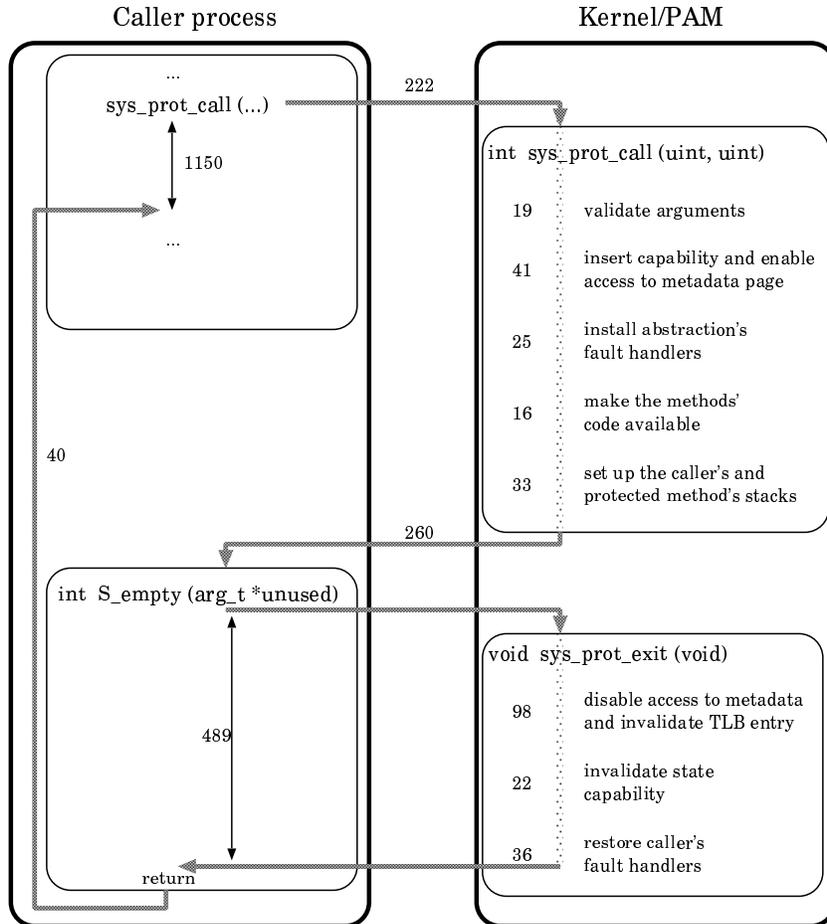 Caller process
Kernel/PAM
...
sys_prot_call (...)
1150
...
222
int sys_prot_call (uint, uint)
19 validate arguments
41 insert capability and enable
access to metadata page
25 install abstraction's
fault handlers
16 make the methods'
code available
33 set up the caller's and
protected method's stacks
40
260
int S_empty (arg_t *unused)
489
return
void sys_prot_exit (void)
98 disable access to metadata
and invalidate TLB entry
22 invalidate state
capability
36 restore caller's
fault handlers